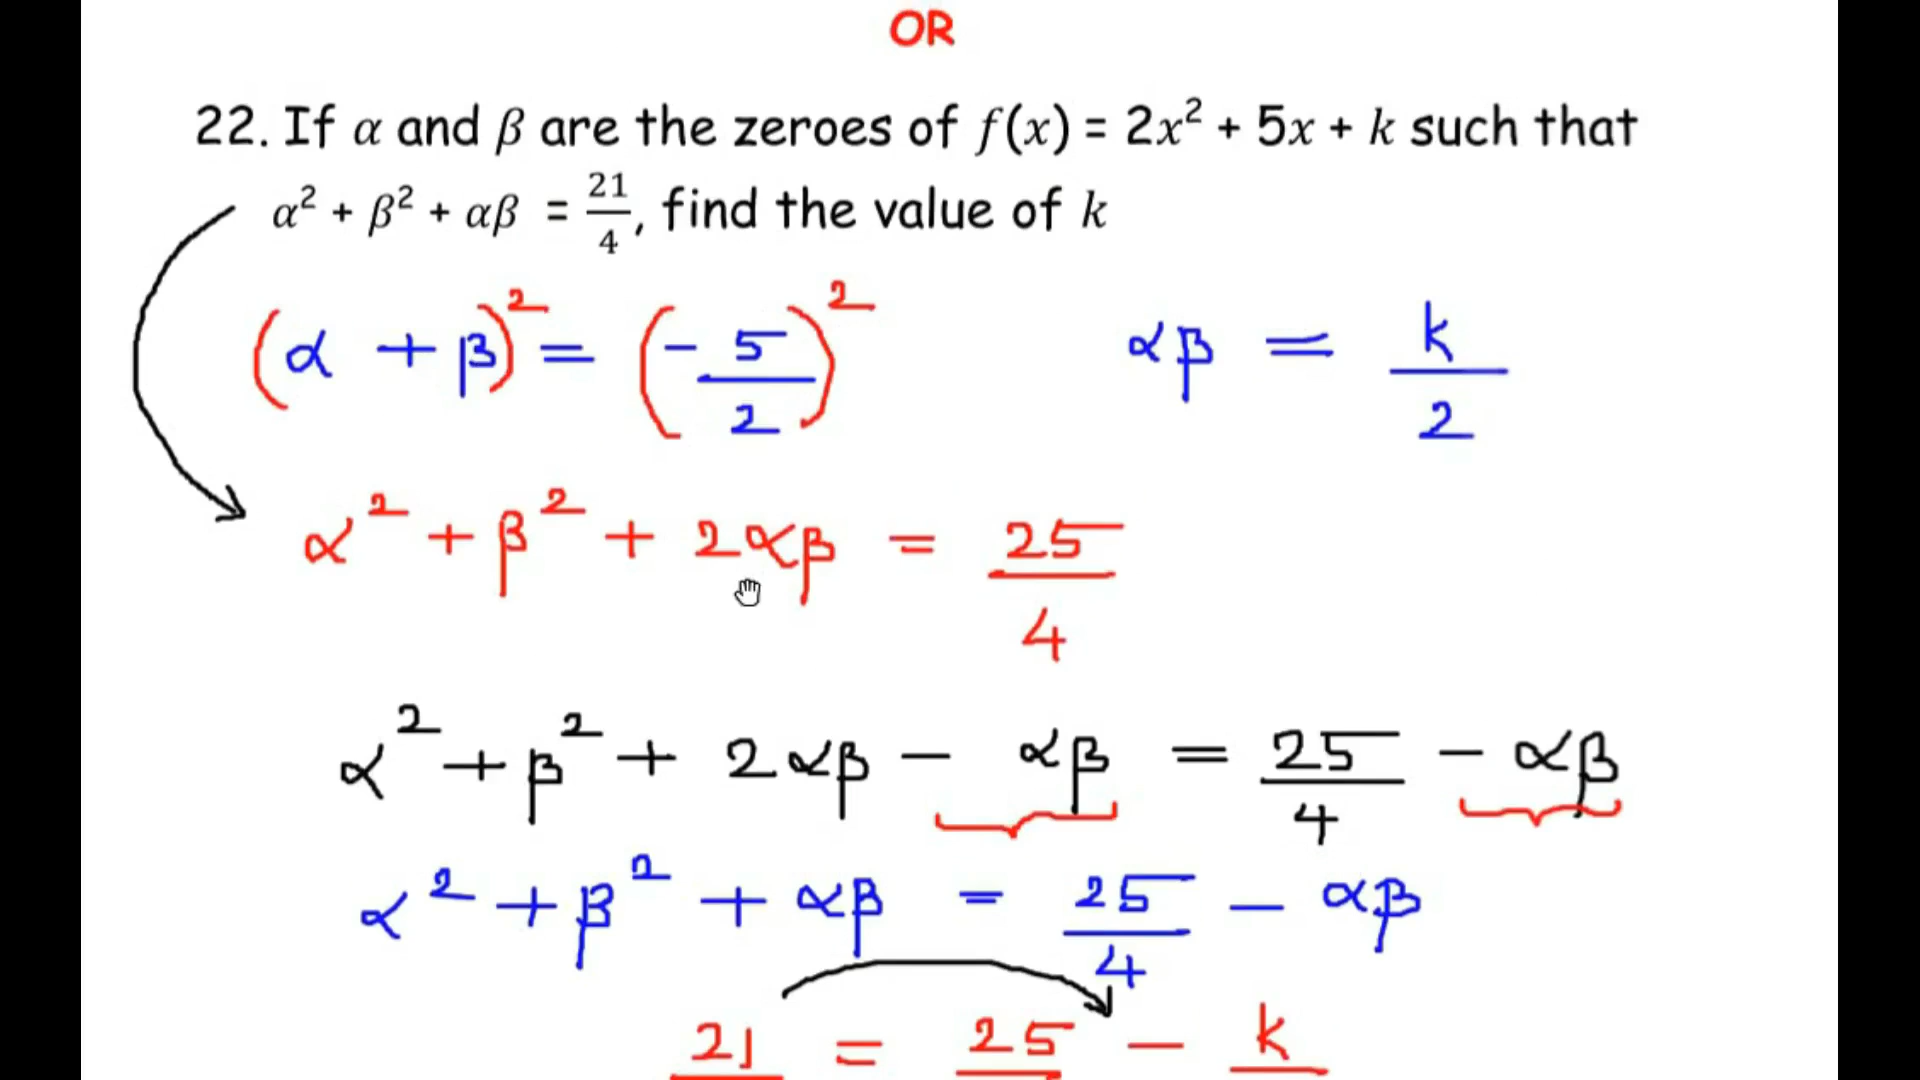 OR
22. If α and β are the zeroes of f(x) = 2x² + 5x + k such that
α² + β² + αβ = 21/4, find the value of k
(α + β)² = (- 5/2)² αβ = k/2
α² + β² + 2αβ = 25/4
α² + β² + 2αβ - αβ = 25/4 - αβ
α² + β² + αβ = 25/4 - αβ
21 = 25 - k